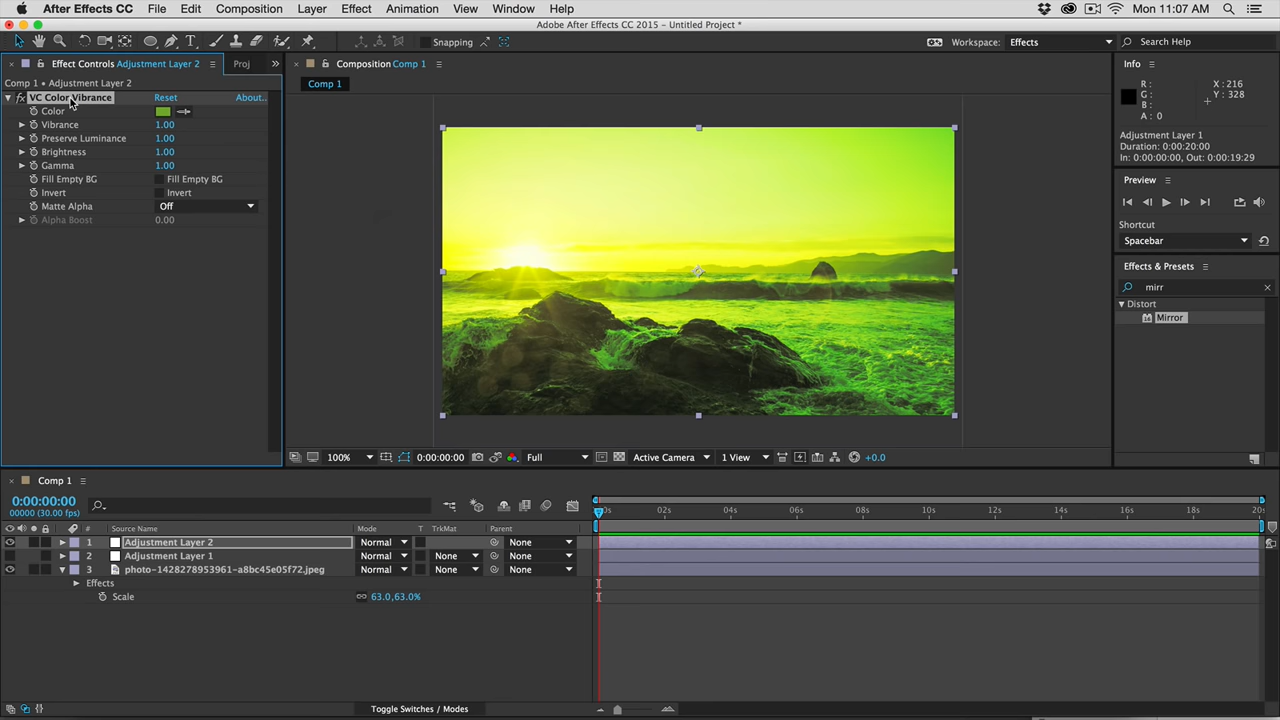 After Effects CC File Edit Composition Layer Effect Animation View Window Help Mon 11:07 AM
Adobe After Effects CC 2015 - Untitled Project *
Snapping Workspace: Effects Search Help
Effect Controls Adjustment Layer 2 Proj Composition Comp 1 Info
Comp 1 • Adjustment Layer 2 Comp 1
VC Color Vibrance Reset About..
Color
Vibrance 1.00
Preserve Luminance 1.00
Brightness 1.00
Gamma 1.00
Fill Empty BG Fill Empty BG
Invert Invert
Matte Alpha Off
Alpha Boost 0.00
R : X : 216
G : Y : 328
B :
A : 0
Adjustment Layer 1
Duration: 0:00:20:00
In: 0:00:00:00, Out: 0:00:19:29
Preview
Shortcut
Spacebar
Effects & Presets
mirr
Distort
Mirror
100% 0:00:00:00 Full Active Camera 1 View +0.0
Comp 1
0:00:00:00
00000 (30.00 fps)
02s 04s 06s 08s 10s 12s 14s 16s 18s 20s
# Source Name Mode T TrkMat Parent
1 Adjustment Layer 2 Normal None
2 Adjustment Layer 1 Normal None None
3 photo-1428278953961-a8bc45e05f72.jpeg Normal None None
Effects
Scale 63.0,63.0%
Toggle Switches / Modes